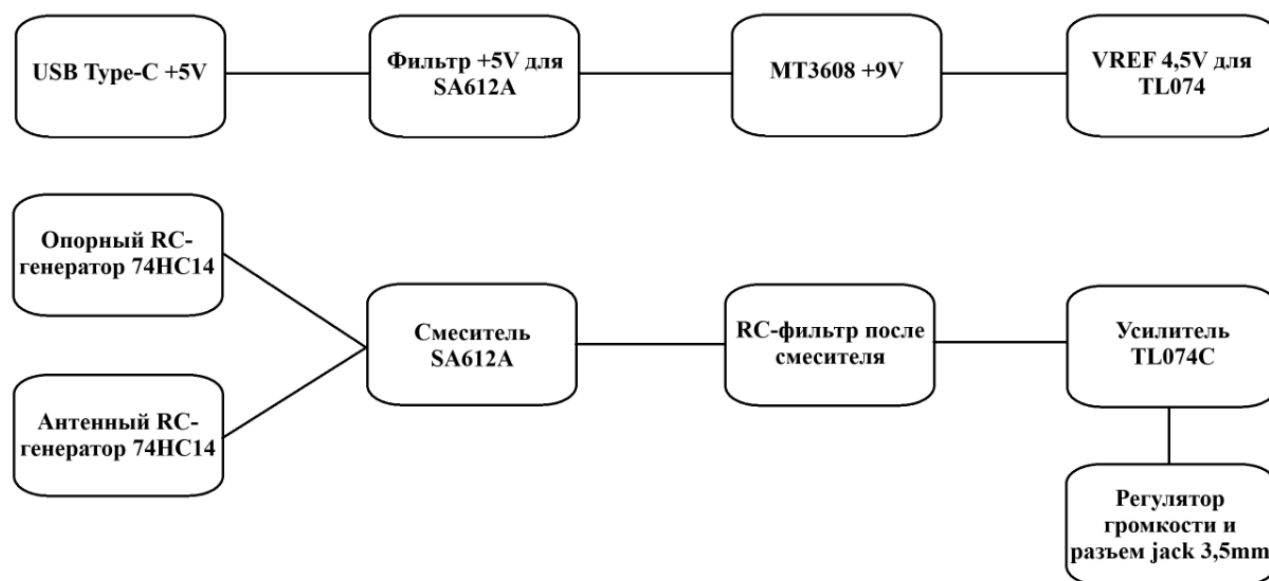 USB Type-C +5V
Фильтр +5V для
SA612A
MT3608 +9V
VREF 4,5V для
TL074
Опорный RC-
генератор 74HC14
Антенный RC-
генератор 74HC14
Смеситель
SA612A
RC-фильтр после
смесителя
Усилитель
TL074C
Регулятор
громкости и
разъем jack 3,5mm